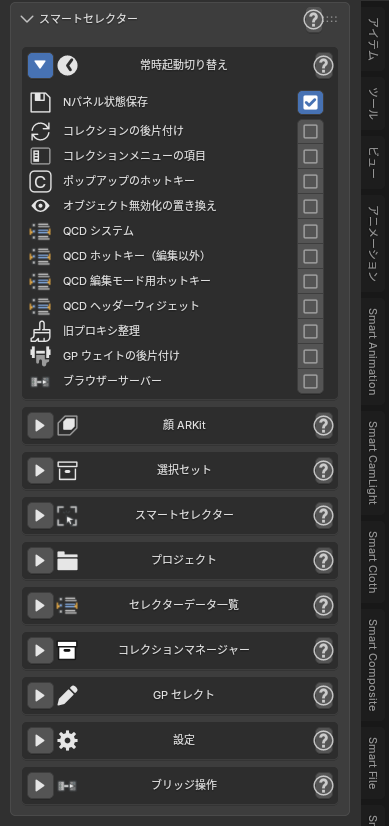 スマートセレクター
常時起動切り替え
Nパネル状態保存
コレクションの後片付け
コレクションメニューの項目
ポップアップのホットキー
オブジェクト無効化の置き換え
QCD システム
QCD ホットキー（編集以外）
QCD 編集モード用ホットキー
QCD ヘッダーウィジェット
旧プロキシ整理
GP ウェイトの後片付け
ブラウザーサーバー
顔 ARKit
選択セット
スマートセレクター
プロジェクト
セレクターデータ一覧
コレクションマネージャー
GP セレクト
設定
ブリッジ操作
アイテム
ツール
ビュー
アニメーション
Smart Animation
Smart CamLight
Smart Cloth
Smart Composite
Smart File